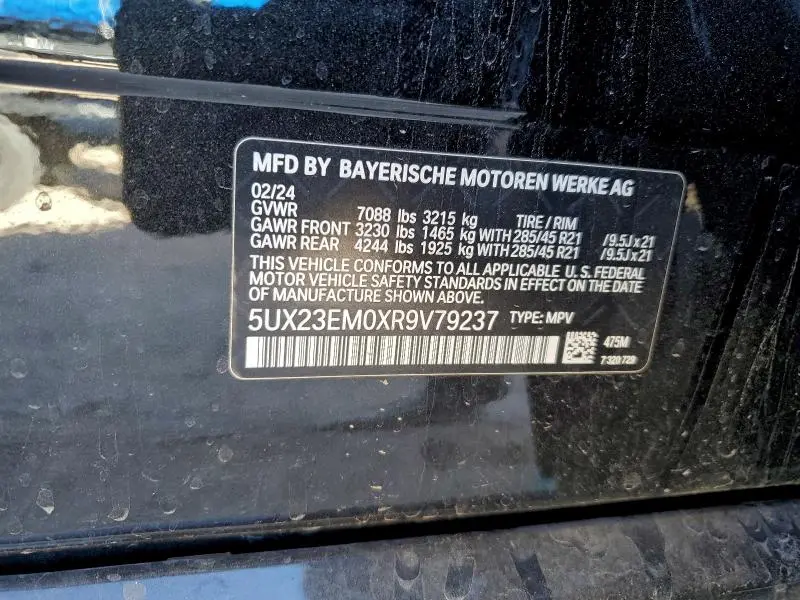 MFD BY BAYERISCHE MOTOREN WERKE AG
02/24
GVWR 7088 lbs 3215 kg TIRE / RIM
GAWR FRONT 3230 lbs 1465 kg WITH 285/45 R21 /9.5Jx21
GAWR REAR 4244 lbs 1925 kg WITH 285/45 R21 /9.5Jx21
THIS VEHICLE CONFORMS TO ALL APPLICABLE U.S. FEDERAL
MOTOR VEHICLE SAFETY STANDARDS IN EFFECT ON THE DATE
OF MANUFACTURE SHOWN ABOVE.
5UX23EM0XR9V79237 TYPE: MPV
475M
7 320 728